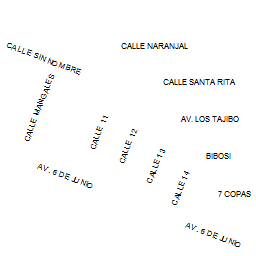 CALLE SIN NOMBRE
CALLE NARANJAL
CALLE MANGALES
CALLE SANTA RITA
CALLE 11
CALLE 12
AV. LOS TAJIBO
CALLE 13
BIBOSI
AV. 6 DE JUNIO
CALLE 14
7 COPAS
AV. 6 DE JUNIO